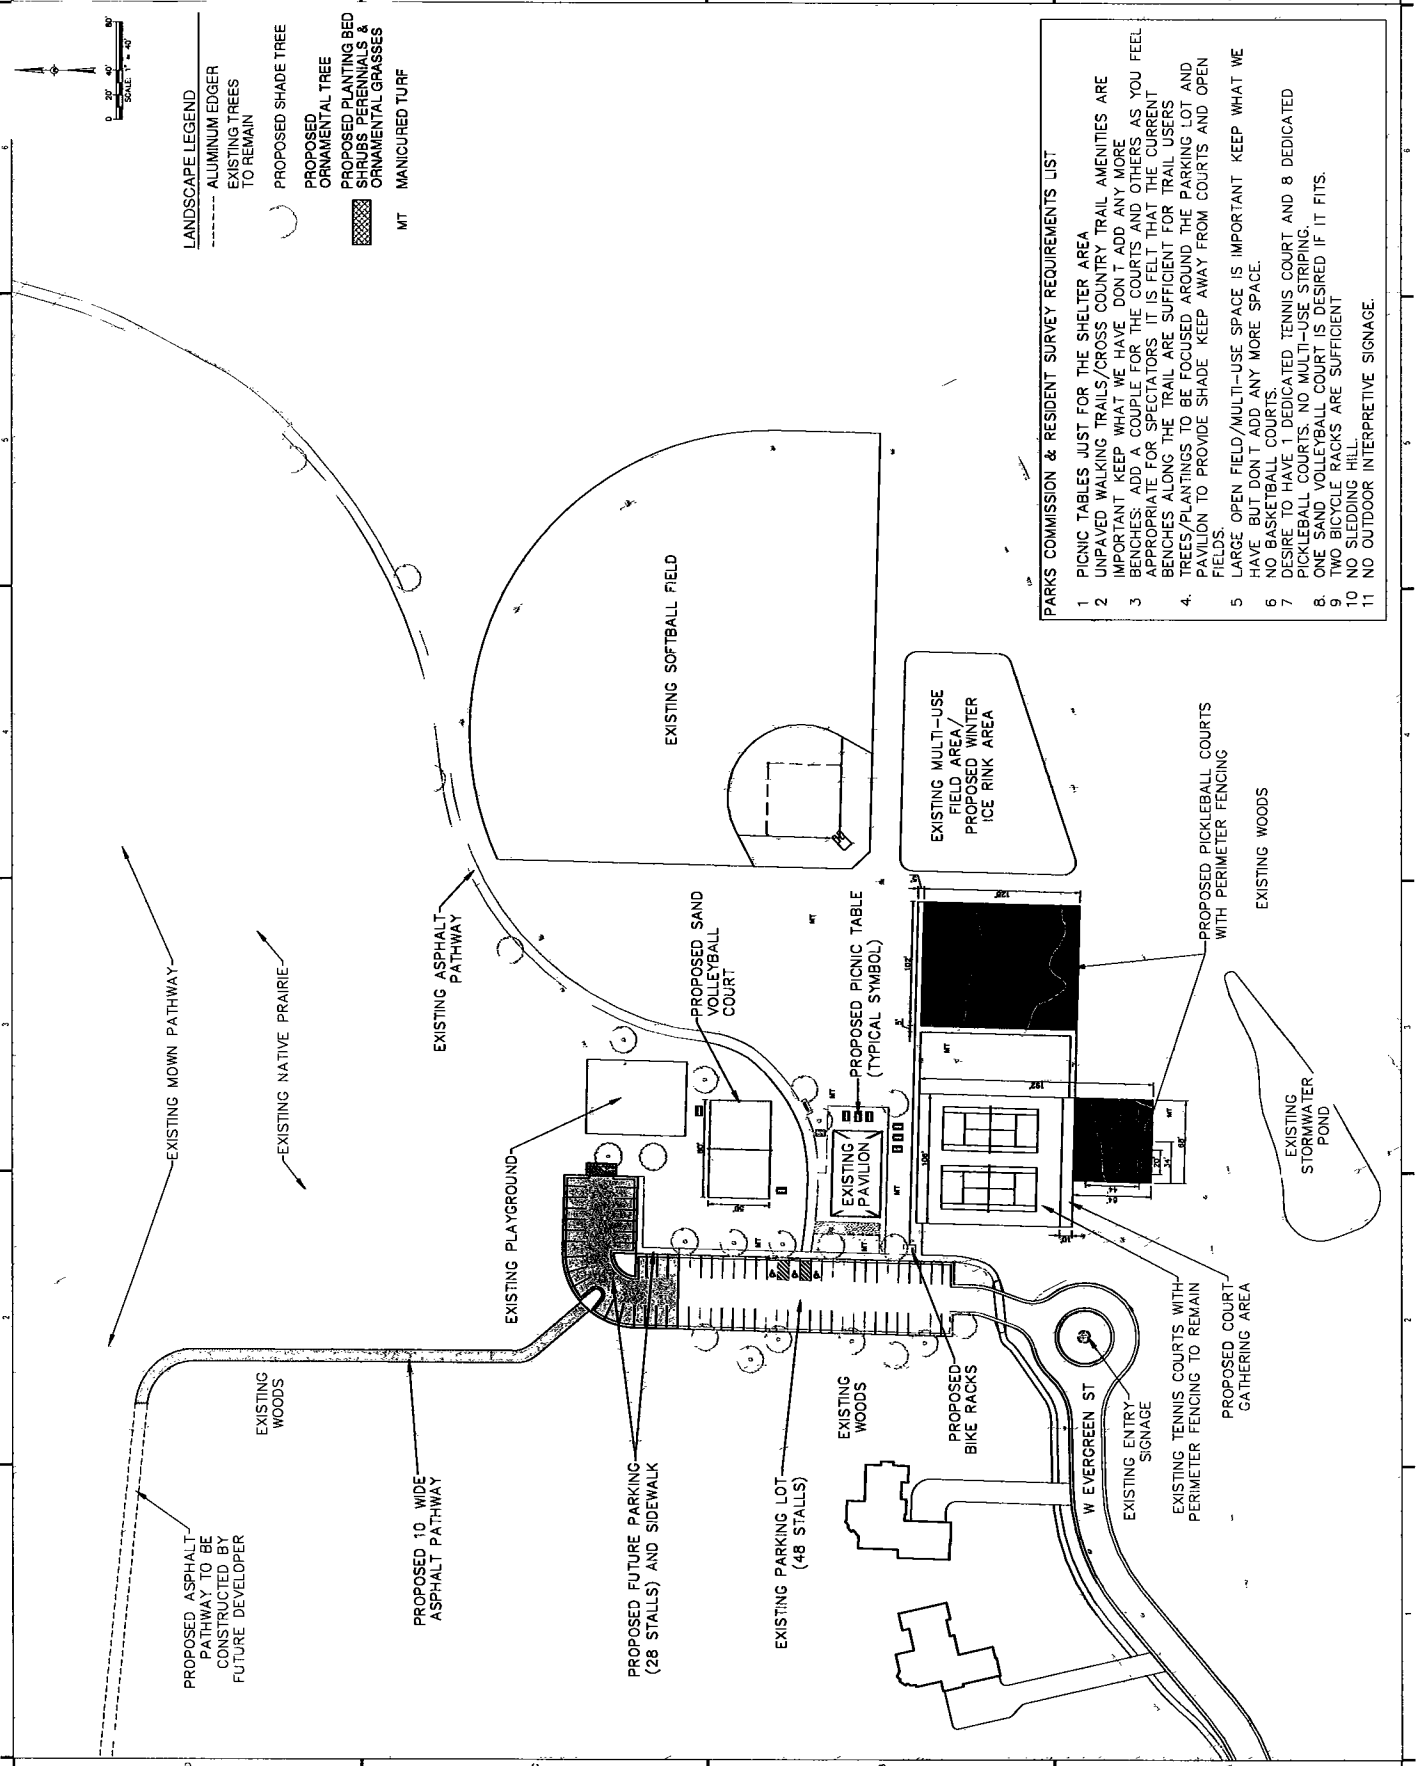 0 20' 40' 80'
SCALE: 1" = 40'
LANDSCAPE LEGEND
ALUMINUM EDGER
EXISTING TREES
TO REMAIN
PROPOSED SHADE TREE
PROPOSED
ORNAMENTAL TREE
PROPOSED PLANTING BED
SHRUBS PERENNIALS &
ORNAMENTAL GRASSES
MT MANICURED TURF
EXISTING MOWN PATHWAY
EXISTING NATIVE PRAIRIE
EXISTING ASPHALT
PATHWAY
EXISTING PLAYGROUND
PROPOSED SAND
VOLLEYBALL
COURT
EXISTING SOFTBALL FIELD
PROPOSED ASPHALT
PATHWAY TO BE
CONSTRUCTED BY
FUTURE DEVELOPER
EXISTING
WOODS
PROPOSED 10 WIDE
ASPHALT PATHWAY
PROPOSED FUTURE PARKING
(28 STALLS) AND SIDEWALK
EXISTING PARKING LOT
(48 STALLS)
EXISTING
WOODS
EXISTING
PAVILION
PROPOSED PICNIC TABLE
(TYPICAL SYMBOL)
EXISTING MULTI-USE
FIELD AREA/
PROPOSED WINTER
ICE RINK AREA
PROPOSED
BIKE RACKS
W EVERGREEN ST
EXISTING ENTRY
SIGNAGE
EXISTING TENNIS COURTS WITH
PERIMETER FENCING TO REMAIN
PROPOSED COURT
GATHERING AREA
PROPOSED PICKLEBALL COURTS
WITH PERIMETER FENCING
EXISTING WOODS
EXISTING
STORMWATER
POND
MT
MT
MT
MT
MT
MT
MT
PARKS COMMISSION & RESIDENT SURVEY REQUIREMENTS LIST
1 PICNIC TABLES JUST FOR THE SHELTER AREA
2 UNPAVED WALKING TRAILS/CROSS COUNTRY TRAIL AMENITIES ARE
IMPORTANT KEEP WHAT WE HAVE DON T ADD ANY MORE
3 BENCHES: ADD A COUPLE FOR THE COURTS AND OTHERS AS YOU FEEL
APPROPRIATE FOR SPECTATORS IT IS FELT THAT THE CURRENT
BENCHES ALONG THE TRAIL ARE SUFFICIENT FOR TRAIL USERS
4. TREES/PLANTINGS TO BE FOCUSED AROUND THE PARKING LOT AND
PAVILION TO PROVIDE SHADE KEEP AWAY FROM COURTS AND OPEN
FIELDS.
5 LARGE OPEN FIELD/MULTI-USE SPACE IS IMPORTANT KEEP WHAT WE
HAVE BUT DON T ADD ANY MORE SPACE.
6 NO BASKETBALL COURTS.
7 DESIRE TO HAVE 1 DEDICATED TENNIS COURT AND 8 DEDICATED
PICKLEBALL COURTS. NO MULTI-USE STRIPING.
8. ONE SAND VOLLEYBALL COURT IS DESIRED IF IT FITS.
9 TWO BICYCLE RACKS ARE SUFFICIENT
10 NO SLEDDING HILL.
11 NO OUTDOOR INTERPRETIVE SIGNAGE.